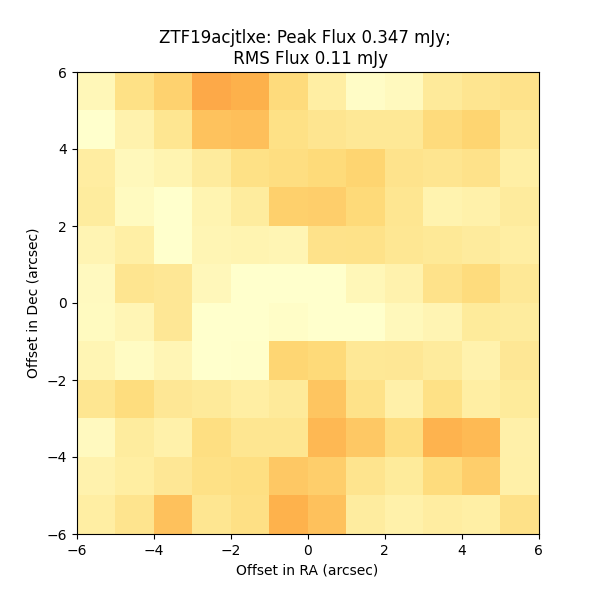 ZTF19acjtlxe: Peak Flux 0.347 mJy;
RMS Flux 0.11 mJy
6
4
2
0
−2
−4
−6
Offset in Dec (arcsec)
−6 −4 −2 0 2 4 6
Offset in RA (arcsec)